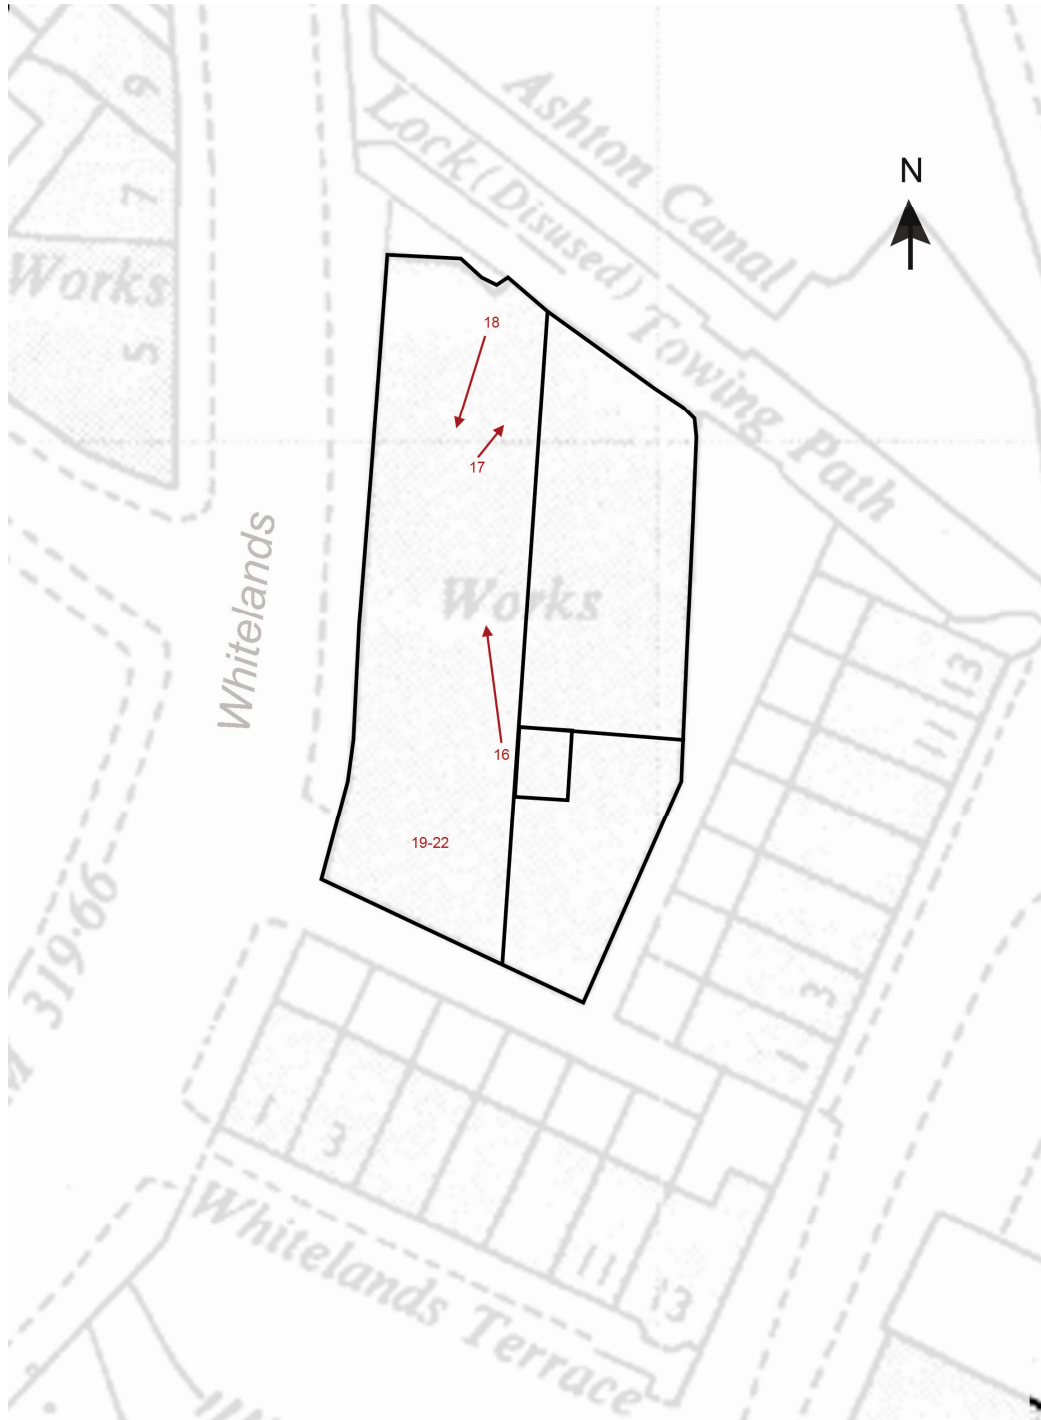 Ashton Canal
Lock (Disused)
Towing Path
N
9
7
Works
5
18
17
Whitelands
Works
16
19-22
13
11
3
1
319·66
1
3
11
13
Whitelands Terrace